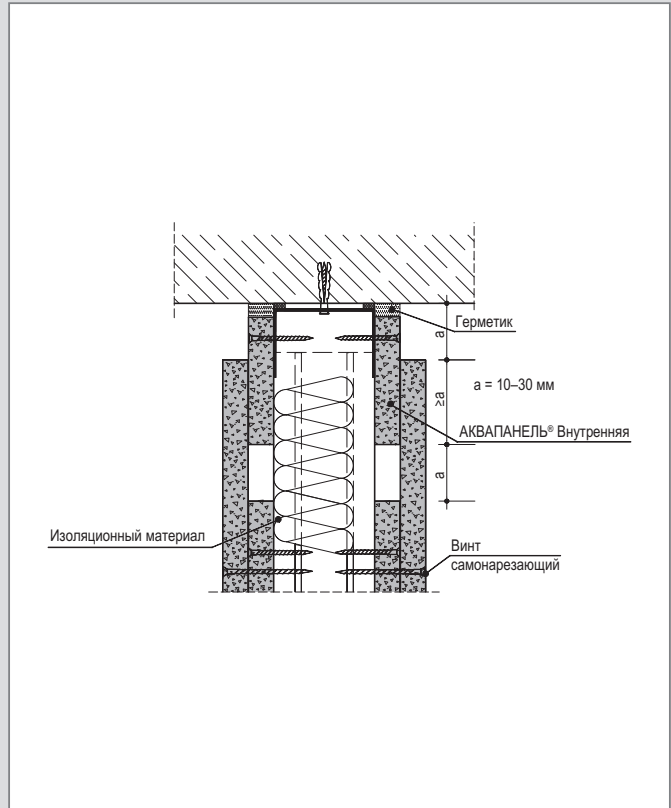 Герметик
a
a = 10–30 мм
≥a
АКВАПАНЕЛЬ® Внутренняя
a
Изоляционный материал
Винт
самонарезающий